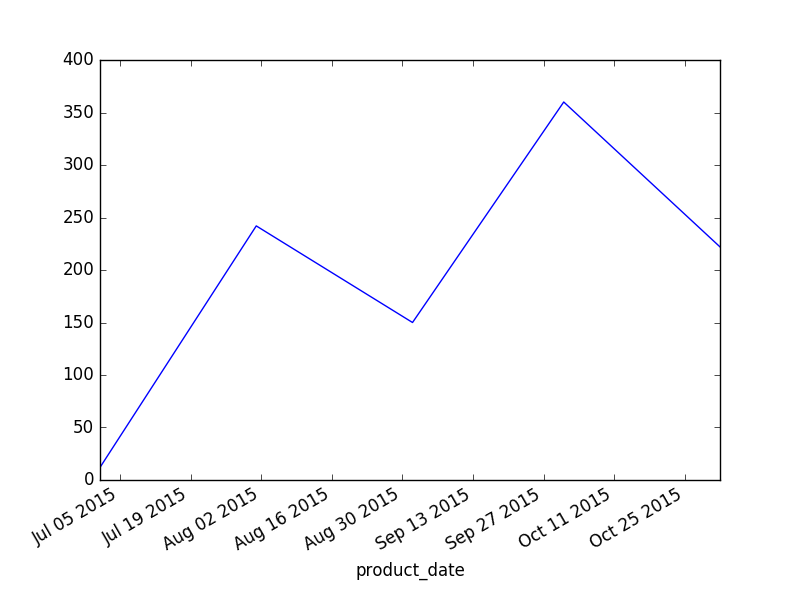 400
350
300
250
200
150
100
50
0
Jul 05 2015
Jul 19 2015
Aug 02 2015
Aug 16 2015
Aug 30 2015
Sep 13 2015
Sep 27 2015
Oct 11 2015
Oct 25 2015
product_date